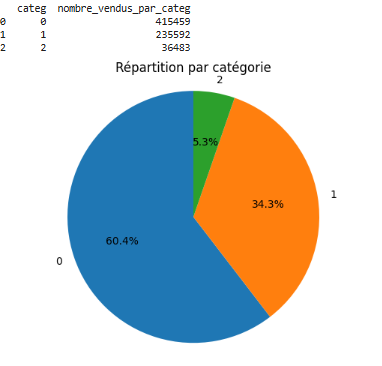 categ nombre_vendus_par_categ
0 0 415459
1 1 235592
2 2 36483
Répartition par catégorie
2
5.3%
1
34.3%
60.4%
0